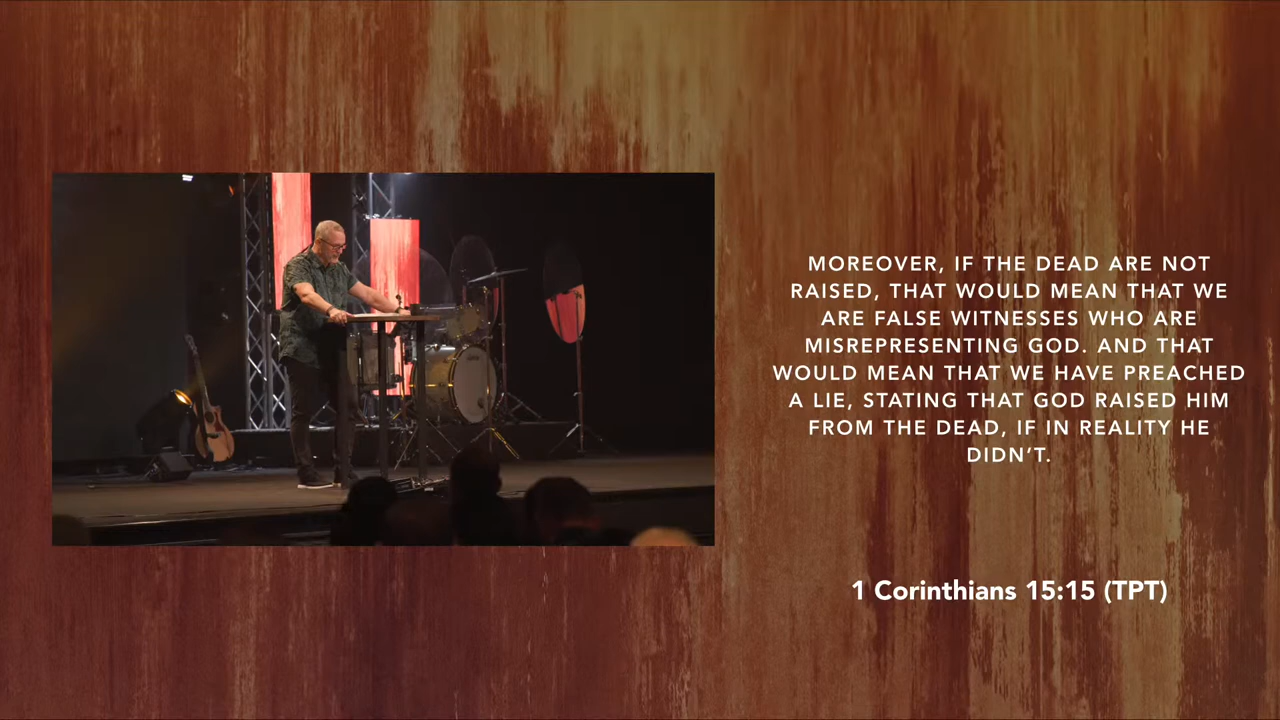 MOREOVER, IF THE DEAD ARE NOT
RAISED, THAT WOULD MEAN THAT WE
ARE FALSE WITNESSES WHO ARE
MISREPRESENTING GOD. AND THAT
WOULD MEAN THAT WE HAVE PREACHED
A LIE, STATING THAT GOD RAISED HIM
FROM THE DEAD, IF IN REALITY HE
DIDN’T.
1 Corinthians 15:15 (TPT)